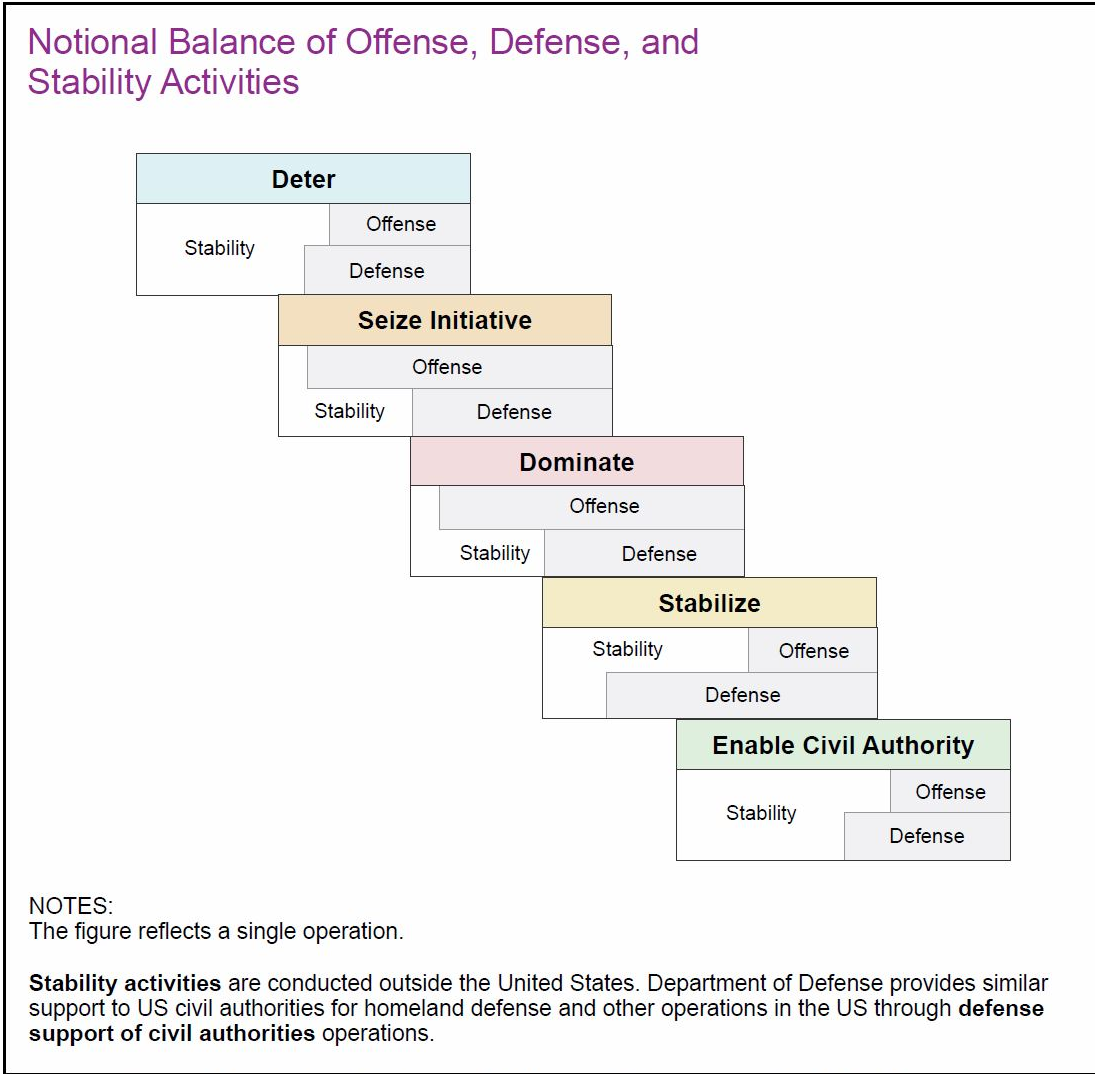 Notional Balance of Offense, Defense, and
Stability Activities
Deter
Offense
Stability
Defense
Seize Initiative
Offense
Stability
Defense
Dominate
Offense
Stability
Defense
Stabilize
Stability
Offense
Defense
Enable Civil Authority
Offense
Stability
Defense
NOTES:
The figure reflects a single operation.
Stability activities are conducted outside the United States. Department of Defense provides similar
support to US civil authorities for homeland defense and other operations in the US through defense
support of civil authorities operations.